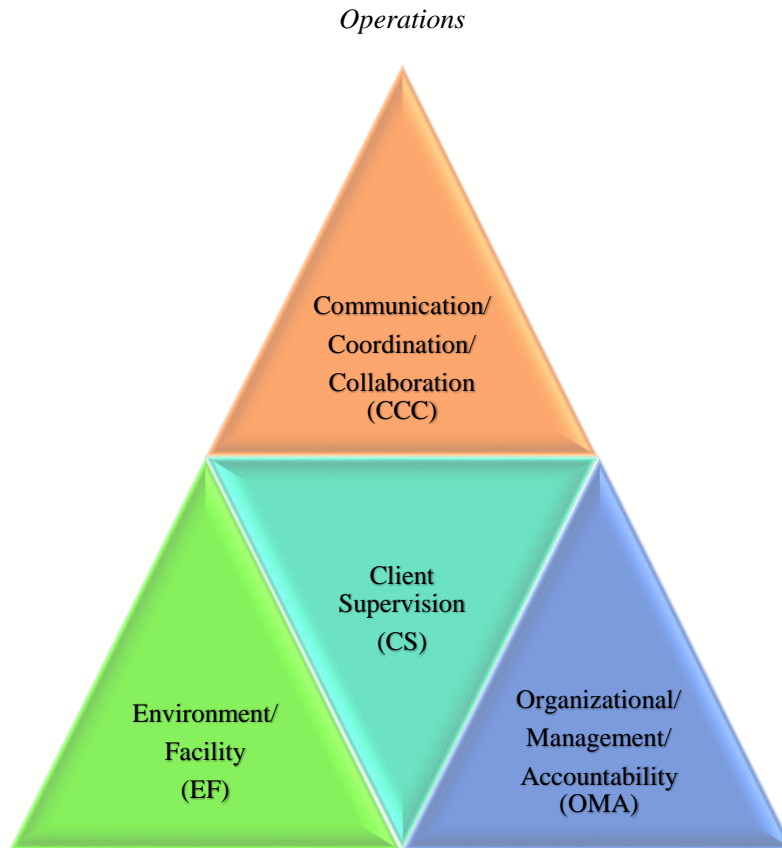 Operations
Communication/
Coordination/
Collaboration
(CCC)
Client
Supervision
(CS)
Environment/
Facility
(EF)
Organizational/
Management/
Accountability
(OMA)